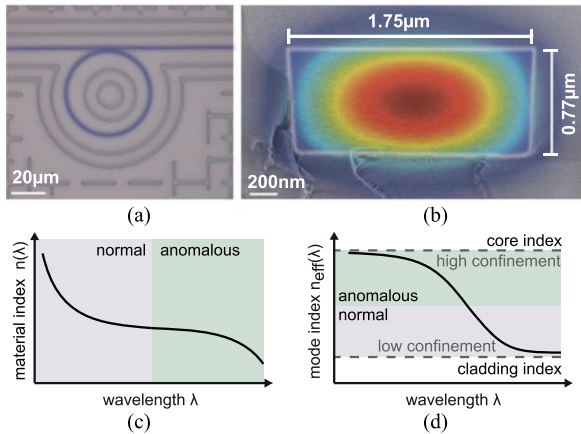 20µm
(a)
1.75µm
0.77µm
200nm
(b)
material index n(λ)
normal
anomalous
wavelength λ
(c)
mode index neff(λ)
core index
high confinement
anomalous
normal
low confinement
cladding index
wavelength λ
(d)